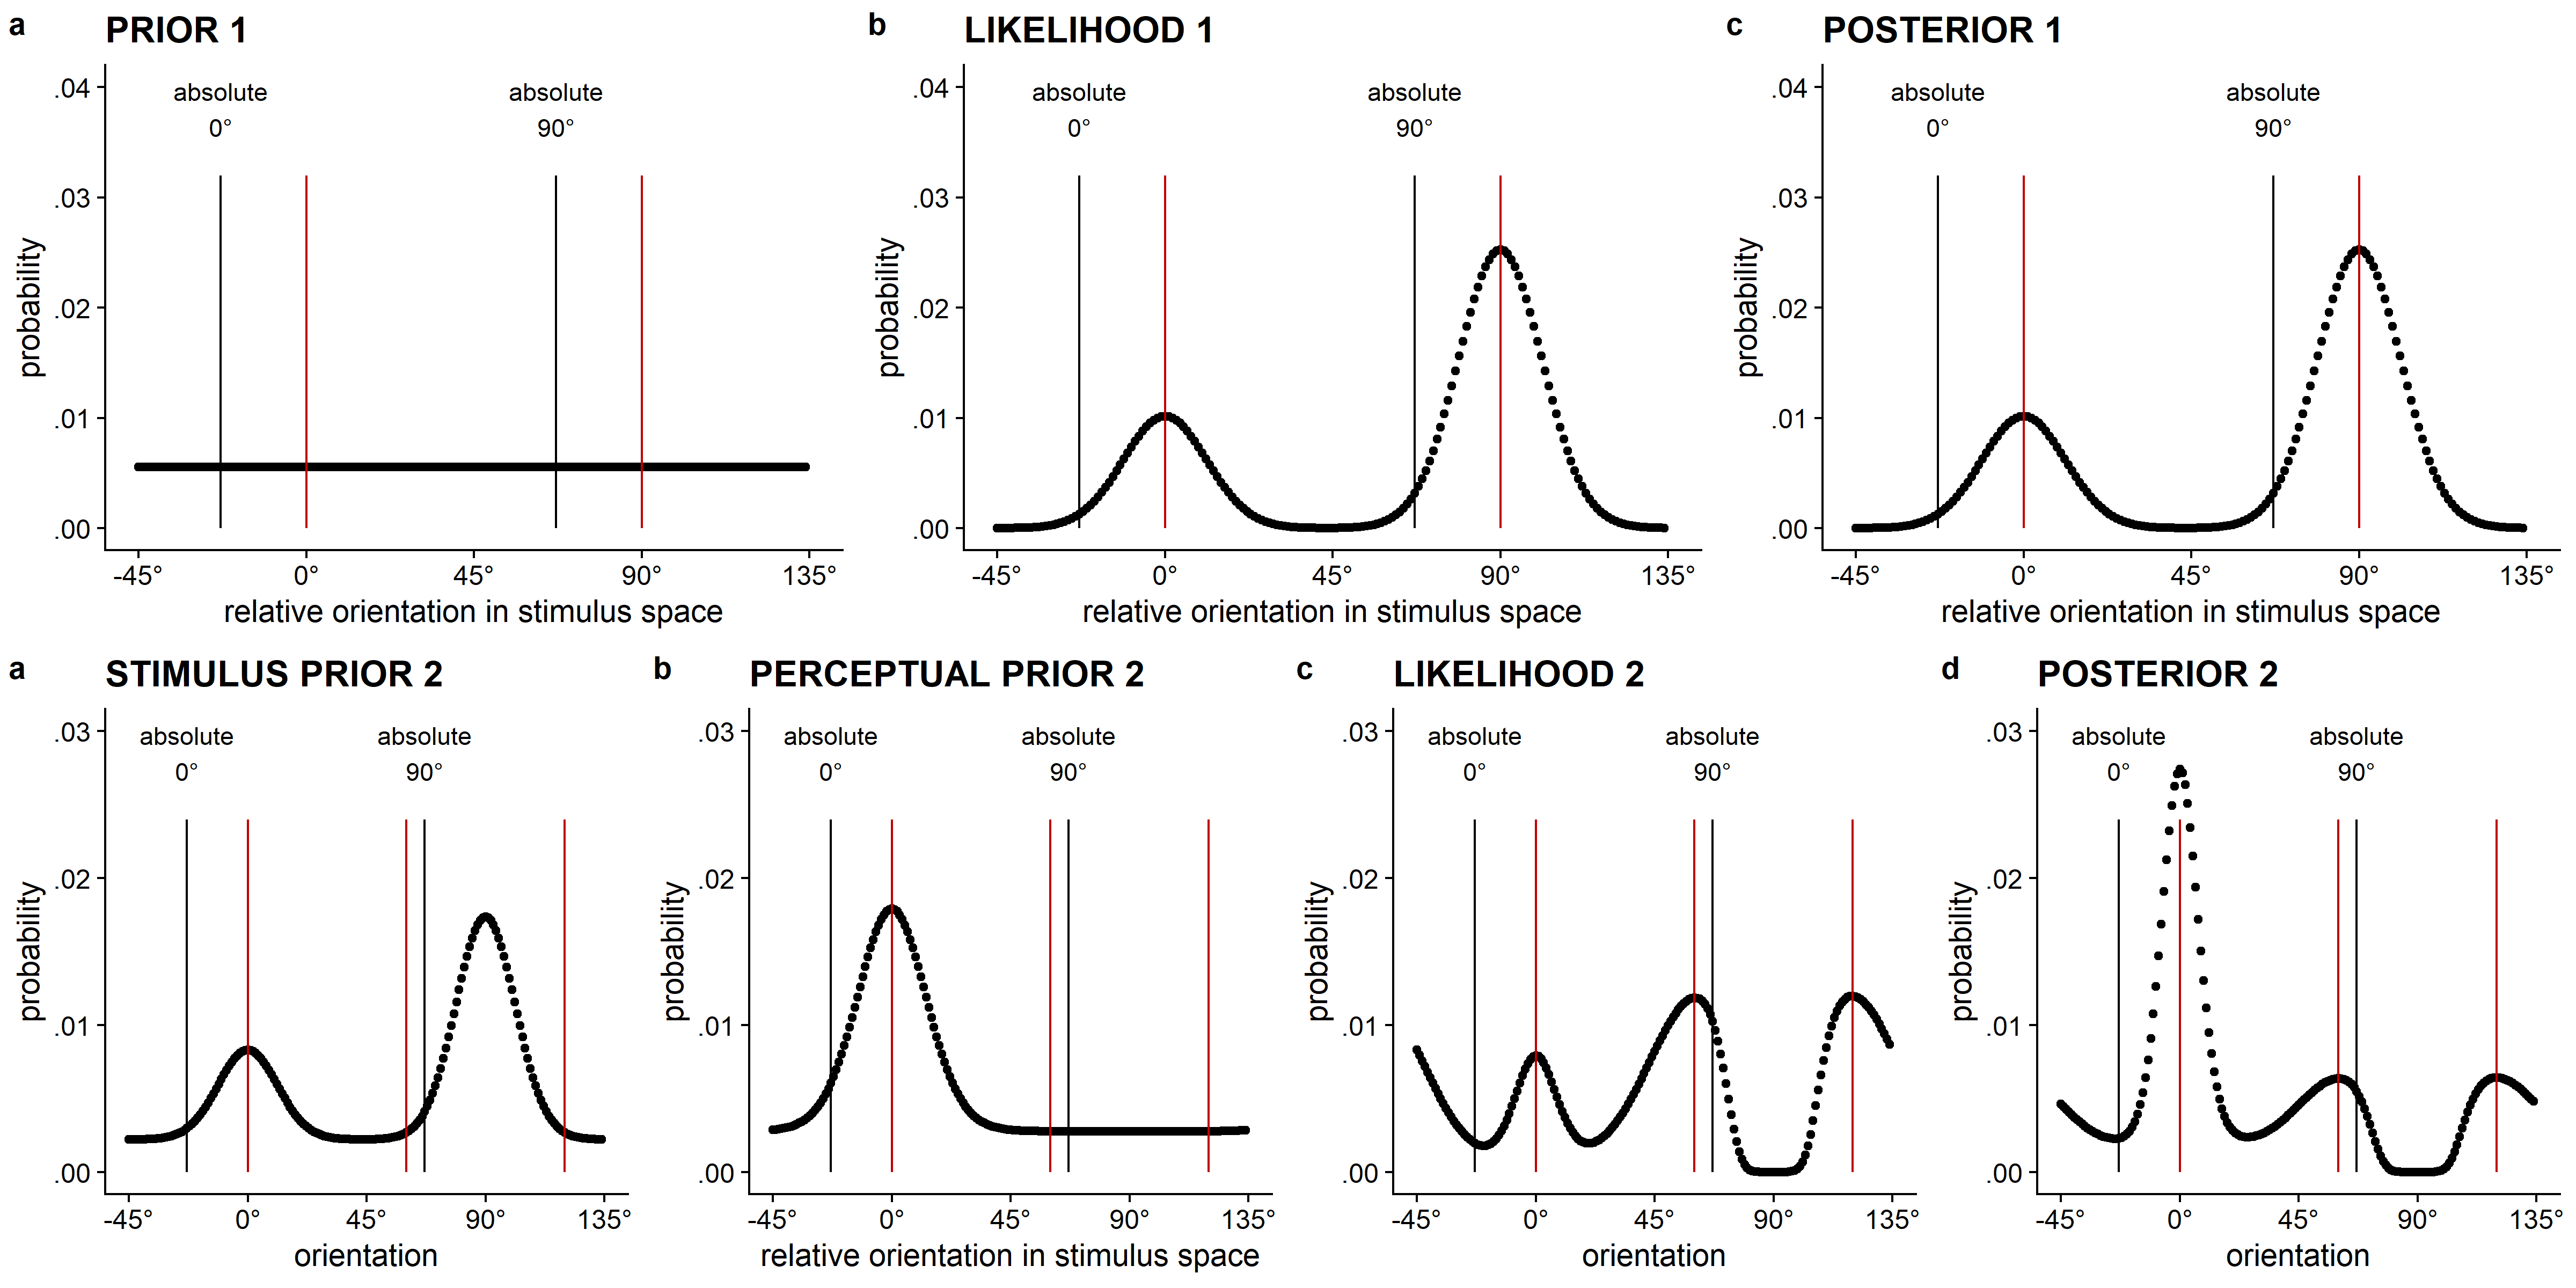 a PRIOR 1
.04
.03
.02
.01
.00
probability
absolute
0°
absolute
90°
-45° 0° 45° 90° 135°
relative orientation in stimulus space
b LIKELIHOOD 1
.04
.03
.02
.01
.00
probability
absolute
0°
absolute
90°
-45° 0° 45° 90° 135°
relative orientation in stimulus space
c POSTERIOR 1
.04
.03
.02
.01
.00
probability
absolute
0°
absolute
90°
-45° 0° 45° 90° 135°
relative orientation in stimulus space
a STIMULUS PRIOR 2
.03
.02
.01
.00
probability
absolute
0°
absolute
90°
-45° 0° 45° 90° 135°
orientation
b PERCEPTUAL PRIOR 2
.03
.02
.01
.00
probability
absolute
0°
absolute
90°
-45° 0° 45° 90° 135°
relative orientation in stimulus space
c LIKELIHOOD 2
.03
.02
.01
.00
probability
absolute
0°
absolute
90°
-45° 0° 45° 90° 135°
orientation
d POSTERIOR 2
.03
.02
.01
.00
probability
absolute
0°
absolute
90°
-45° 0° 45° 90° 135°
orientation